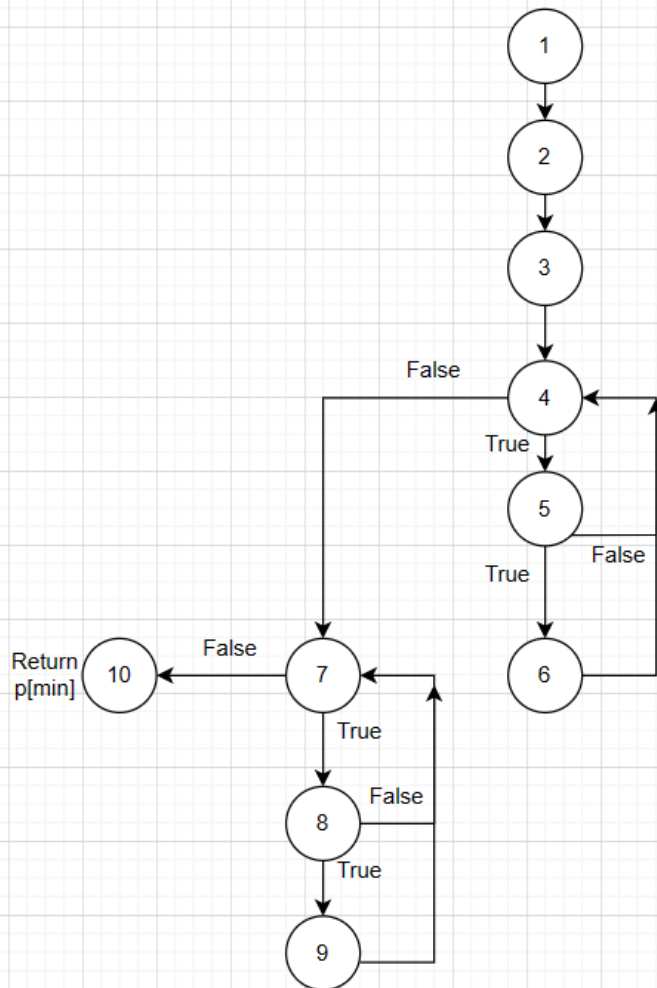 1
2
3
False
4
True
5
False
True
Return
p[min]
10
False
7
6
True
False
8
True
9